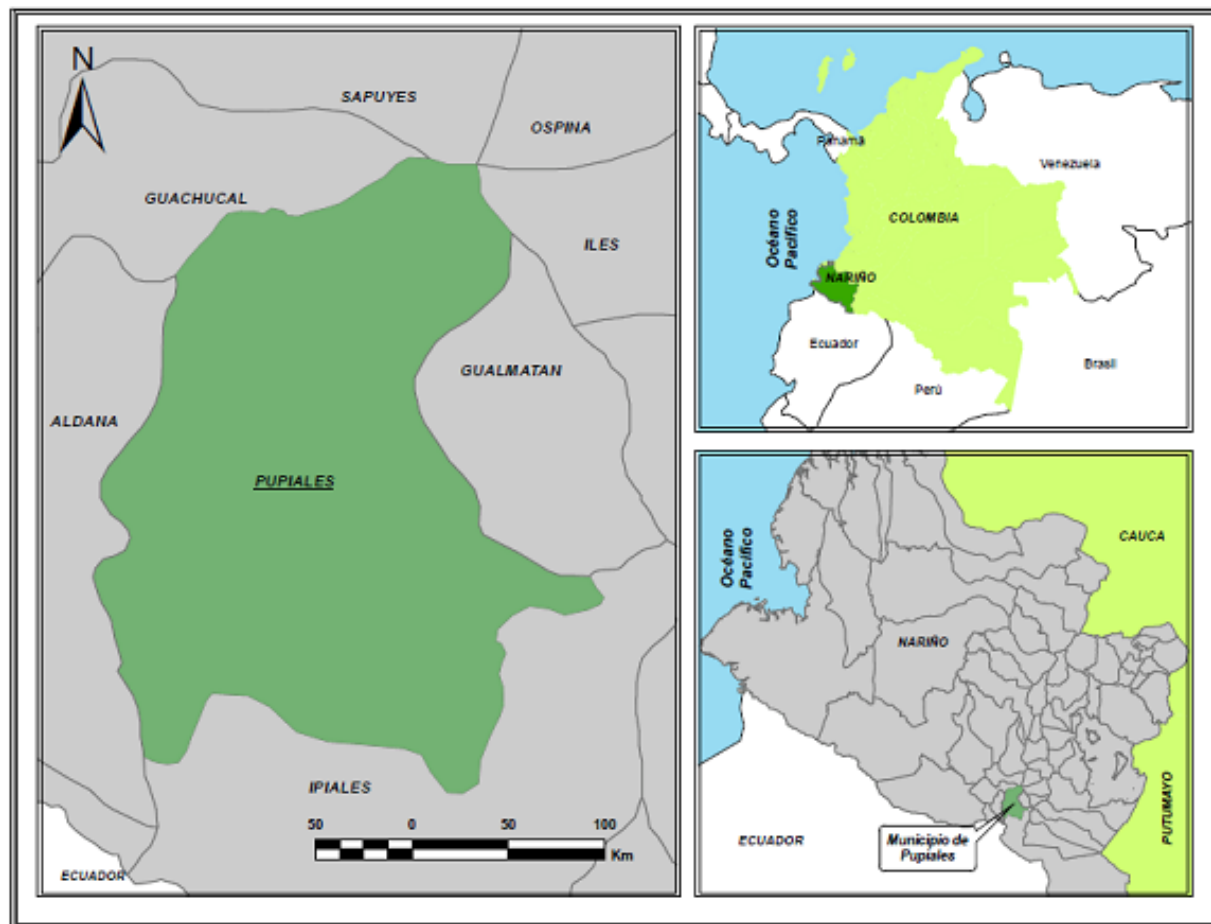 N
SAPUYES
OSPINA
GUACHUCAL
ILES
GUALMATAN
ALDANA
PUPIALES
IPIALES
50 0 50 100
Km
ECUADOR
Panamá
Venezuela
COLOMBIA
Océano
Pacífico
NARIÑO
Ecuador
Brasil
Perú
CAUCA
Océano
Pacífico
NARIÑO
PUTUMAYO
ECUADOR
Municipio de
Pupiales